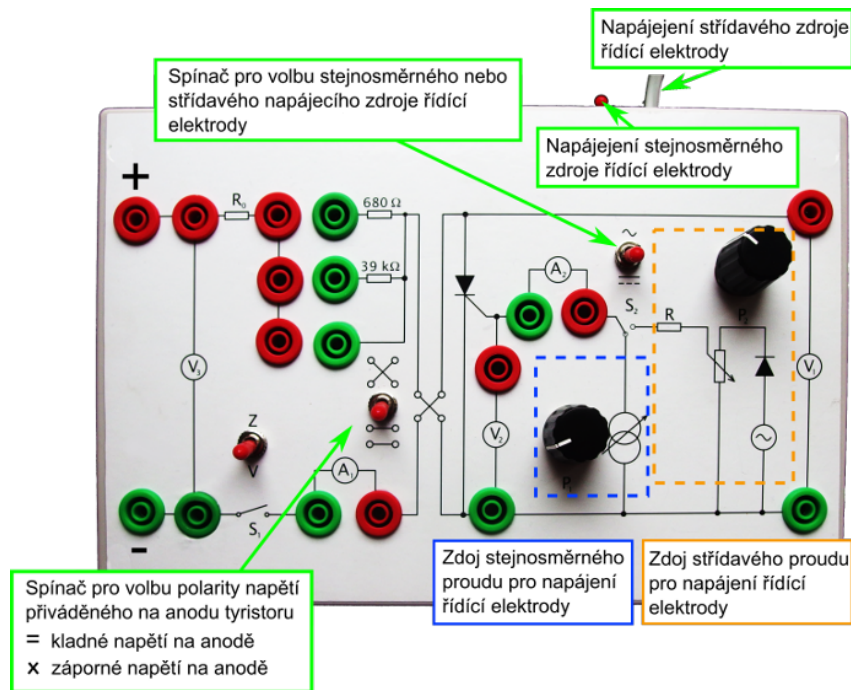 Napájejení střídavého zdroje
řídící elektrody
Spínač pro volbu stejnosměrného nebo
střídavého napájecího zdroje řídící
elektrody
Napájejení stejnosměrného
zdroje řídící elektrody
+
R₀
680 Ω
39 kΩ
A₂
~
S₂
R
P₂
V₃
V₁
Z
V
V₂
P₁
A₁
S₁
-
Zdoj stejnosměrného
proudu pro napájení
řídící elektrody
Zdoj střídavého proudu
pro napájení řídící
elektrody
Spínač pro volbu polarity napětí
přiváděného na anodu tyristoru
= kladné napětí na anodě
x záporné napětí na anodě